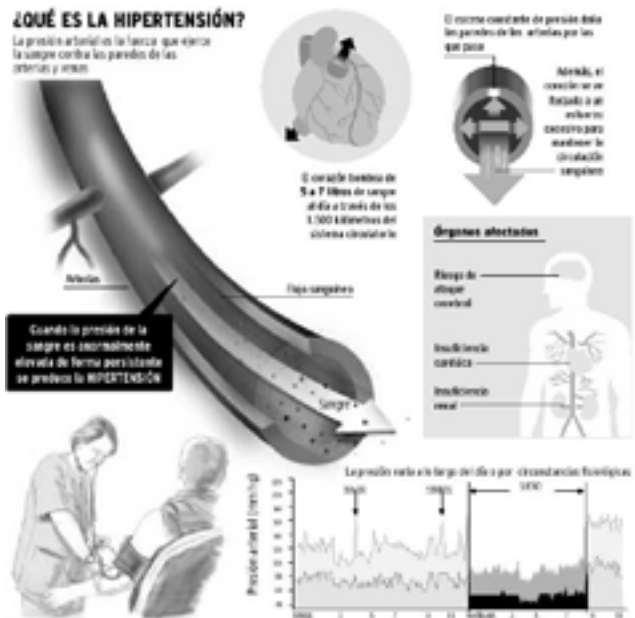 ¿QUÉ ES LA HIPERTENSIÓN?
La presión arterial es la fuerza que ejerce
la sangre contra las paredes de las
arterias y venas
El exceso constante de presión daña
las paredes de las arterias por las
que pasa
Además, el
corazón se ve
forzado a un
esfuerzo
excesivo para
mantener la
circulación
sanguínea
El corazón bombea de
5 a 7 litros de sangre
al día a través de los
kilómetros del
sistema circulatorio
Órganos afectados
Riesgo de
ataque
cerebral
Insuficiencia
cardiaca
Insuficiencia
renal
Arterias
Flujo sanguíneo
Cuando la presión de la
sangre es anormalmente
elevada de forma persistente
se produce la HIPERTENSIÓN
Sangre
La presión varía a lo largo del día o por circunstancias fisiológicas
Presión arterial (mm Hg)